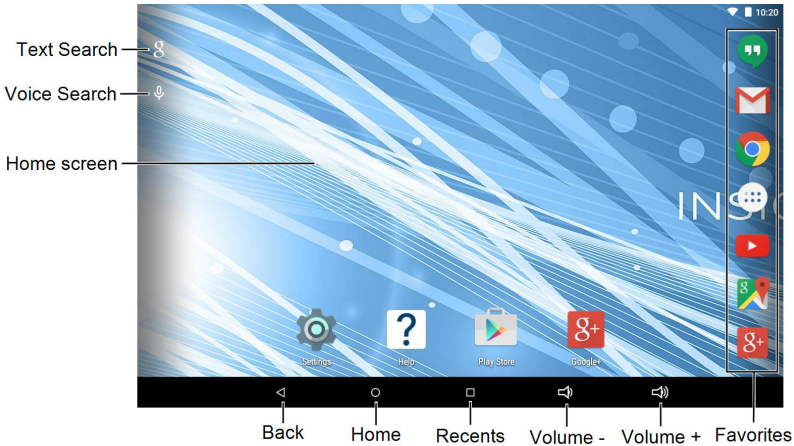 10:20
Text Search
g
Voice Search
Home screen
INSIG
g
g+
?
g+
Settings
Help
Play Store
Google+
Back
Home
Recents
Volume -
Volume +
Favorites